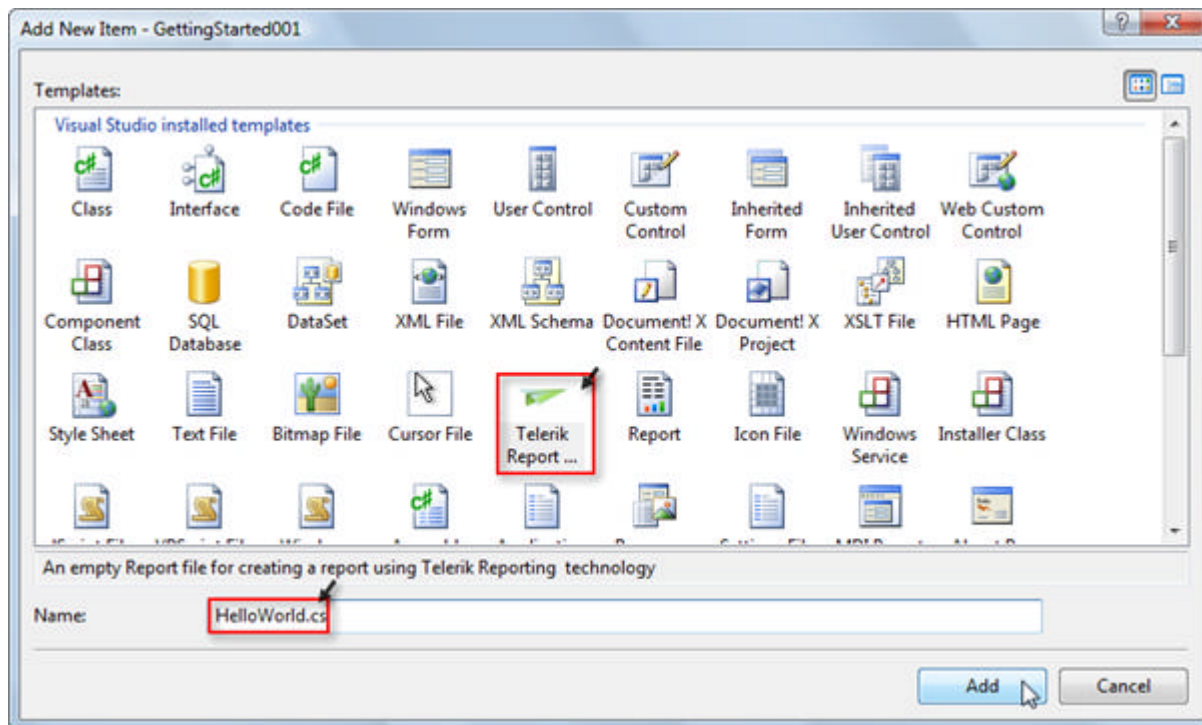 Add New Item - GettingStarted001
Templates:
Visual Studio installed templates
Class Interface Code File Windows Form User Control Custom Control Inherited Form Inherited User Control Web Custom Control
Component Class SQL Database DataSet XML File XML Schema Document! X Content File Document! X Project XSLT File HTML Page
Style Sheet Text File Bitmap File Cursor File Telerik Report ... Report Icon File Windows Service Installer Class
An empty Report file for creating a report using Telerik Reporting technology
Name: HelloWorld.cs
Add Cancel